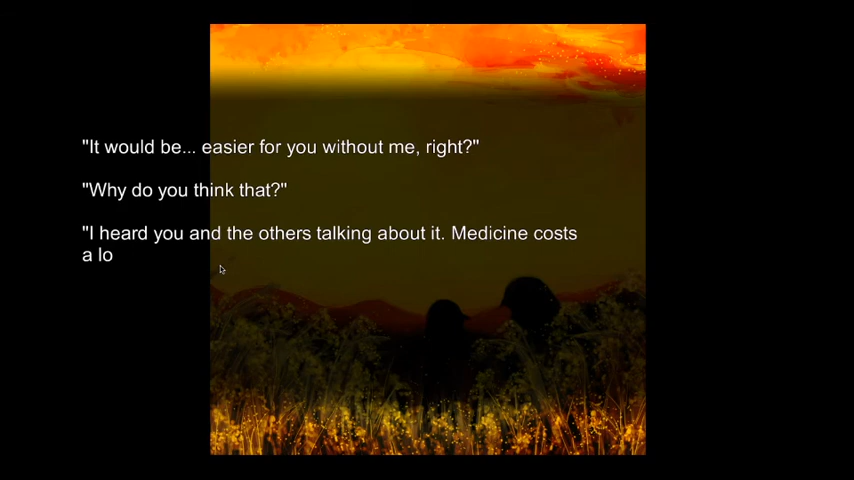 "It would be... easier for you without me, right?"
"Why do you think that?"
"I heard you and the others talking about it. Medicine costs
a lo